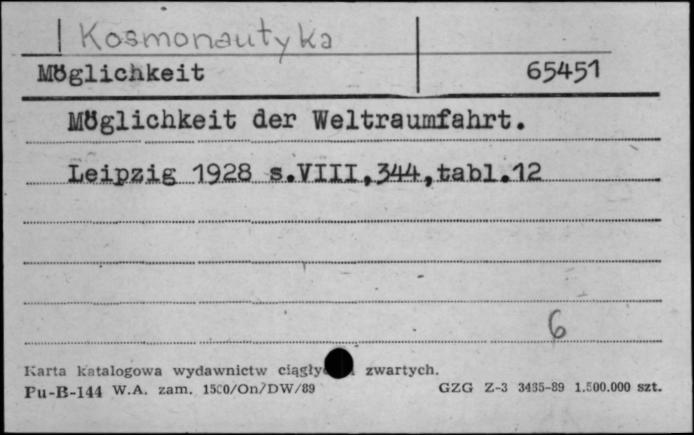 Kosmonautyka
Möglichkeit 65451
Möglichkeit der Weltraumfahrt.
Leipzig 1928 s.VIII,344,tabl.12
6
Karta katalogowa wydawnictw zwartych.
Pu-B-144 W.A. zam. 1500/On/DW/89 GZG Z-3 3435-89 1.500.000 szt.